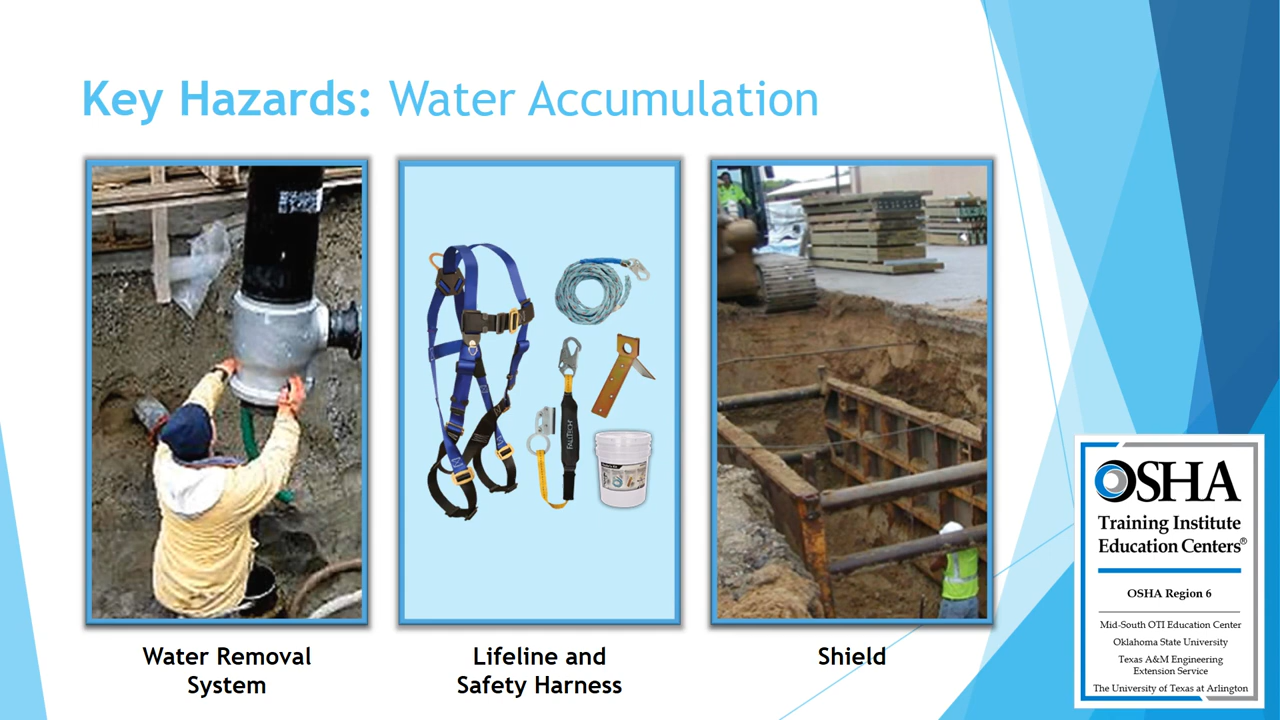 Key Hazards: Water Accumulation
FALLTECH
Water Removal
System
Lifeline and
Safety Harness
Shield
OSHA
Training Institute
Education Centers®
OSHA Region 6
Mid-South OTI Education Center
Oklahoma State University
Texas A&M Engineering
Extension Service
The University of Texas at Arlington